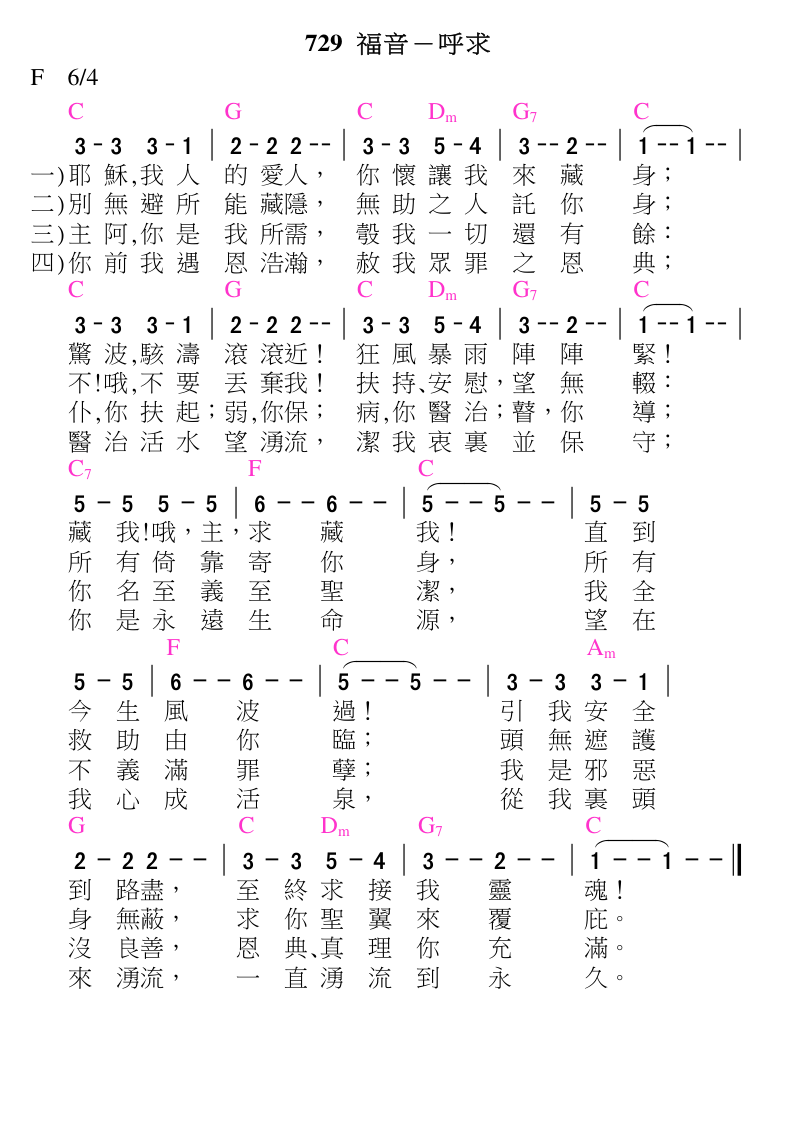 729 福音－呼求
F 6/4
C G C Dm G7 C
3 - 3 3 - 1 | 2 - 2 2 - - | 3 - 3 5 - 4 | 3 - - 2 - - | 1 - - 1 - - |
一)耶 穌,我 人 的 愛人， 你 懷 讓 我 來 藏 身；
二)別 無 避 所 能 藏隱， 無 助 之 人 託 你 身；
三)主 阿,你 是 我 所需， 彀 我 一 切 還 有 餘：
四)你 前 我 遇 恩 浩瀚， 赦 我 眾 罪 之 恩 典；
C G C Dm G7 C
3 - 3 3 - 1 | 2 - 2 2 - - | 3 - 3 5 - 4 | 3 - - 2 - - | 1 - - 1 - - |
驚 波,駭 濤 滾 滾近！ 狂 風 暴 雨 陣 陣 緊！
不!哦,不 要 丟 棄我！ 扶 持、安 慰，望 無 輟：
仆,你 扶 起；弱,你保； 病,你 醫 治；瞽，你 導；
醫 治 活 水 望 湧流， 潔 我 衷 裏 並 保 守；
C7 F C
5 - 5 5 - 5 | 6 - - 6 - - | 5 - - 5 - - | 5 - 5
藏 我!哦，主，求 藏 我！ 直 到
所 有 倚 靠 寄 你 身， 所 有
你 名 至 義 至 聖 潔， 我 全
你 是 永 遠 生 命 源， 望 在
F C Am
5 - 5 | 6 - - 6 - - | 5 - - 5 - - | 3 - 3 3 - 1 |
今 生 風 波 過！ 引 我 安 全
救 助 由 你 臨； 頭 無 遮 護
不 義 滿 罪 孽； 我 是 邪 惡
我 心 成 活 泉， 從 我 裏 頭
G C Dm G7 C
2 - 2 2 - - | 3 - 3 5 - 4 | 3 - - 2 - - | 1 - - 1 - - ‖
到 路盡， 至 終 求 接 我 靈 魂！
身 無蔽， 求 你 聖 翼 來 覆 庇。
沒 良善， 恩 典、真 理 你 充 滿。
來 湧流， 一 直 湧 流 到 永 久。